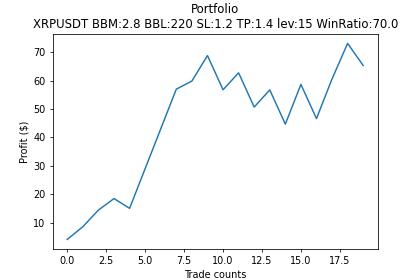 Portfolio
XRPUSDT BBM:2.8 BBL:220 SL:1.2 TP:1.4 lev:15 WinRatio:70.0
70
60
50
40
30
20
10
Profit ($)
0.0 2.5 5.0 7.5 10.0 12.5 15.0 17.5
Trade counts